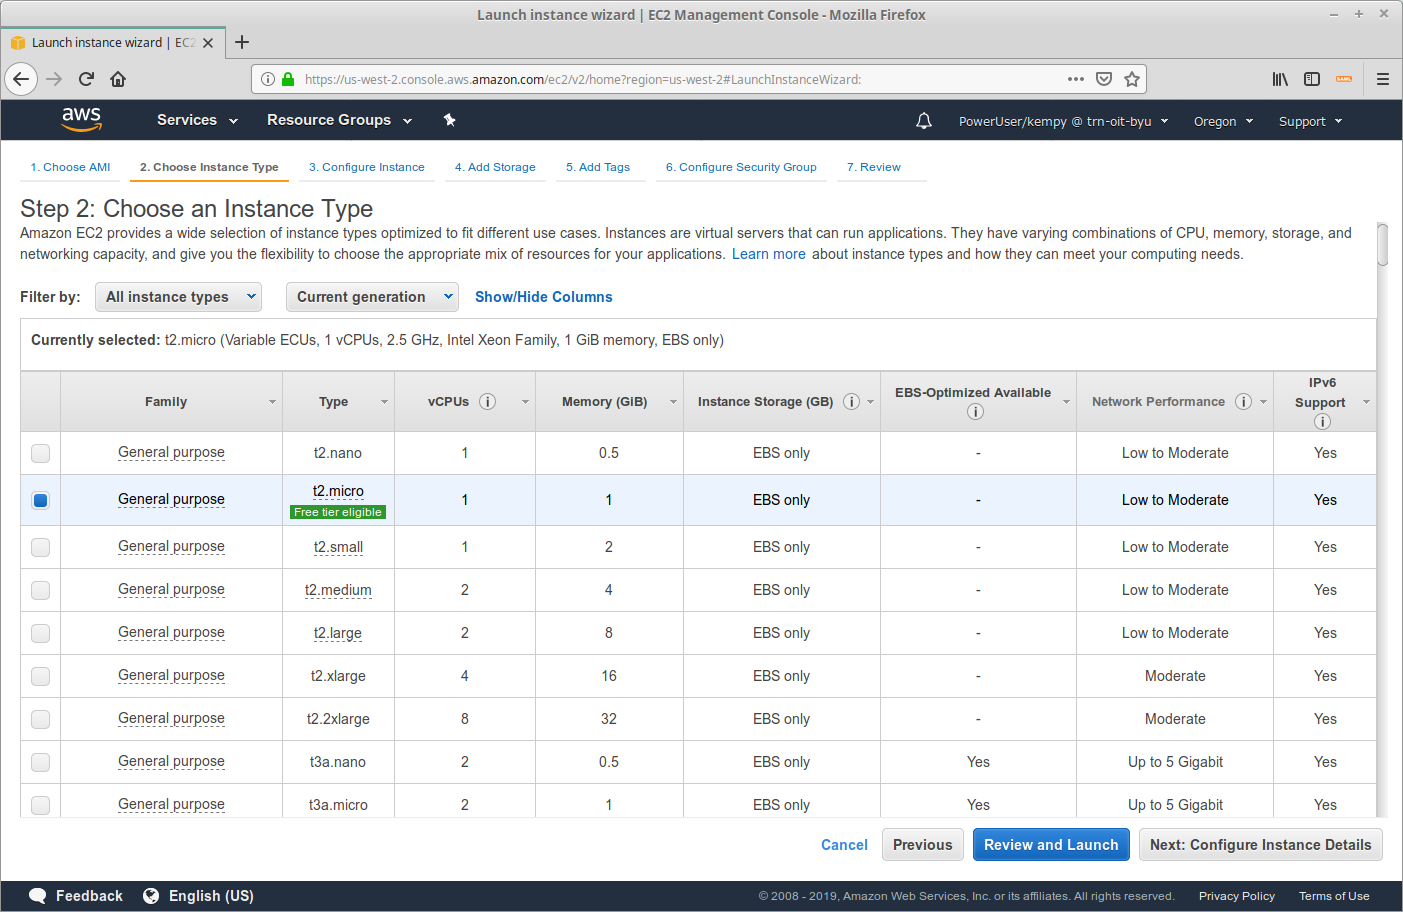 Launch instance wizard | EC2 Management Console - Mozilla Firefox
Launch instance wizard | EC2
https://us-west-2.console.aws.amazon.com/ec2/v2/home?region=us-west-2#LaunchInstanceWizard:
aws Services Resource Groups PowerUser/kempy @ trn-oit-byu Oregon Support
1. Choose AMI 2. Choose Instance Type 3. Configure Instance 4. Add Storage 5. Add Tags 6. Configure Security Group 7. Review
Step 2: Choose an Instance Type
Amazon EC2 provides a wide selection of instance types optimized to fit different use cases. Instances are virtual servers that can run applications. They have varying combinations of CPU, memory, storage, and
networking capacity, and give you the flexibility to choose the appropriate mix of resources for your applications. Learn more about instance types and how they can meet your computing needs.
Filter by: All instance types Current generation Show/Hide Columns
Currently selected: t2.micro (Variable ECUs, 1 vCPUs, 2.5 GHz, Intel Xeon Family, 1 GiB memory, EBS only)
Family Type vCPUs Memory (GiB) Instance Storage (GB) EBS-Optimized Available Network Performance IPv6 Support
General purpose t2.nano 1 0.5 EBS only - Low to Moderate Yes
General purpose t2.micro 1 1 EBS only - Low to Moderate Yes
Free tier eligible
General purpose t2.small 1 2 EBS only - Low to Moderate Yes
General purpose t2.medium 2 4 EBS only - Low to Moderate Yes
General purpose t2.large 2 8 EBS only - Low to Moderate Yes
General purpose t2.xlarge 4 16 EBS only - Moderate Yes
General purpose t2.2xlarge 8 32 EBS only - Moderate Yes
General purpose t3a.nano 2 0.5 EBS only Yes Up to 5 Gigabit Yes
General purpose t3a.micro 2 1 EBS only Yes Up to 5 Gigabit Yes
Cancel Previous Review and Launch Next: Configure Instance Details
Feedback English (US) © 2008 - 2019, Amazon Web Services, Inc. or its affiliates. All rights reserved. Privacy Policy Terms of Use